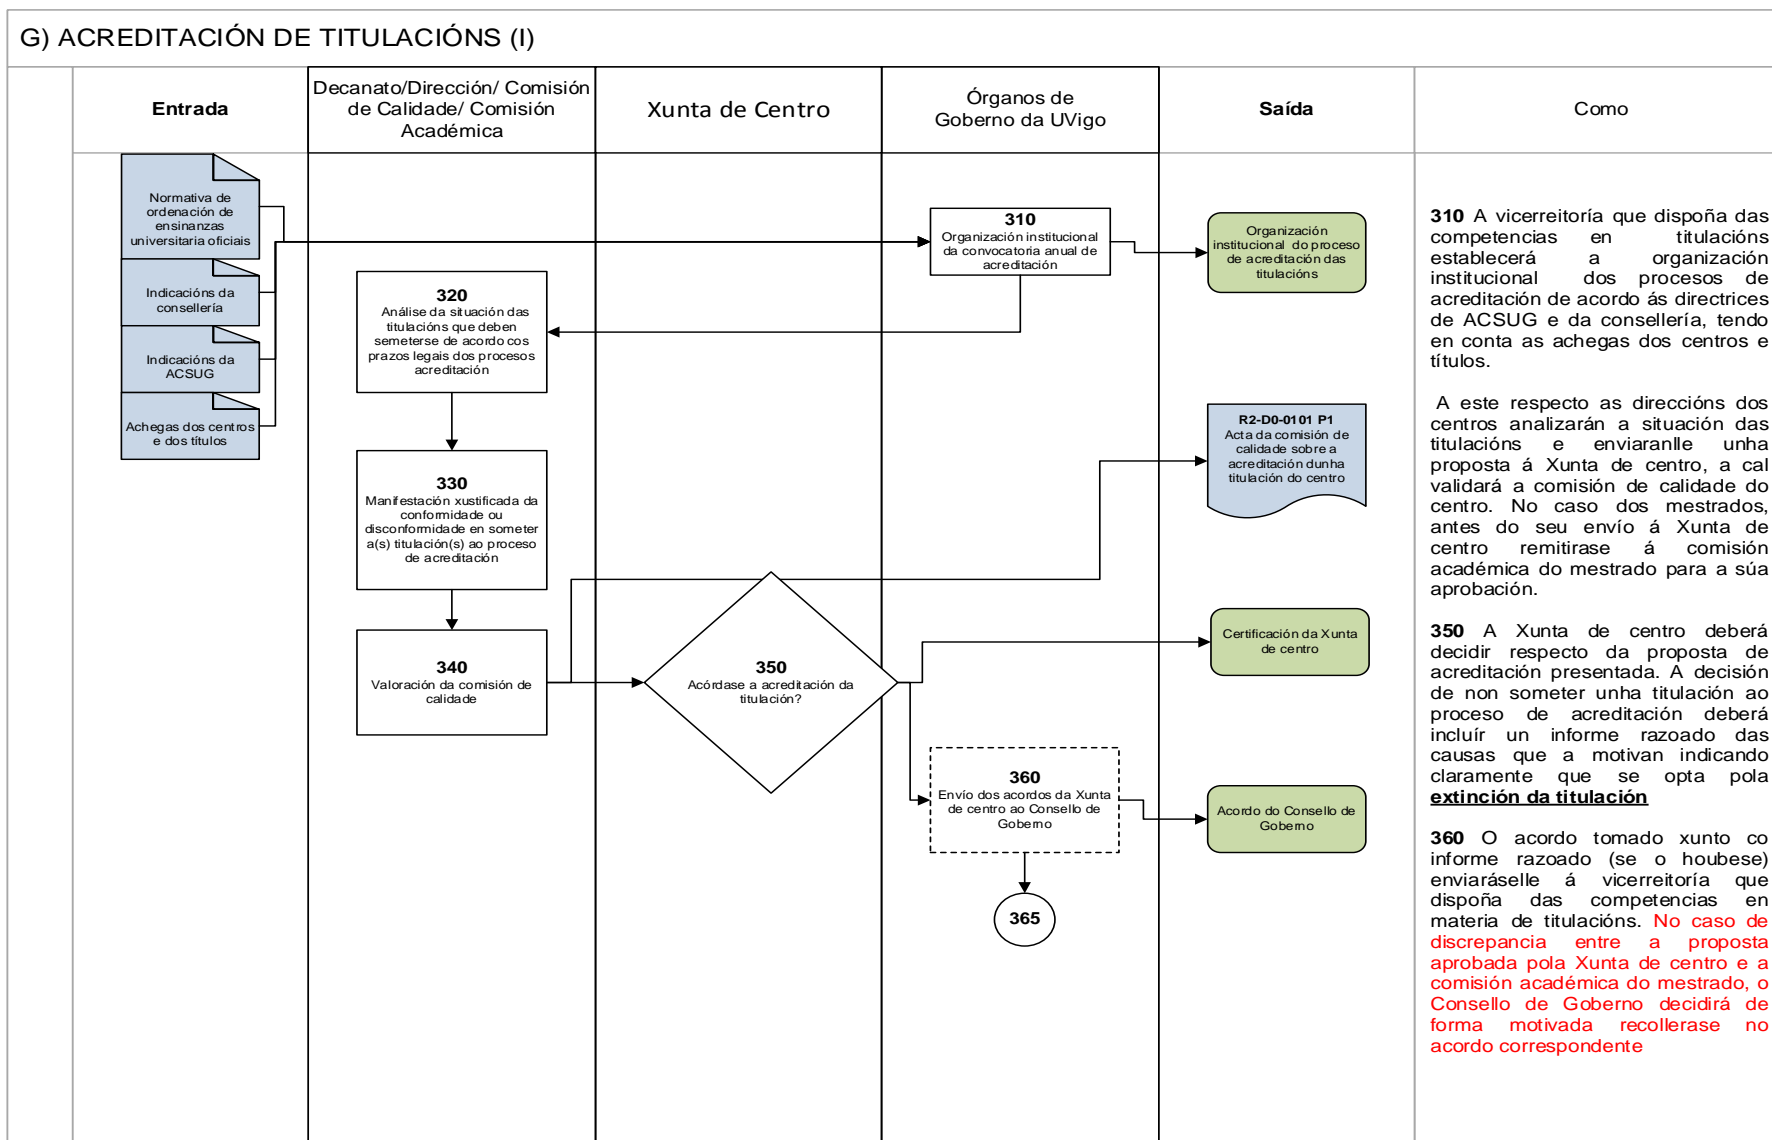 G) ACREDITACIÓN DE TITULACIÓNS (I)
Entrada
Decanato/Dirección/ Comisión
de Calidade/ Comisión
Académica
Xunta de Centro
Órganos de
Goberno da UVigo
Saída
Como
Normativa de
ordenación de
ensinanzas
universitaria oficiais
Indicacións da
consellería
Indicacións da
ACSUG
Achegas dos centros
e dos títulos
310
Organización institucional
da convocatoria anual de
acreditación
Organización
institucional do proceso
de acreditación das
titulacións
320
Análise da situación das
titulacións que deben
semeterse de acordo cos
prazos legais dos procesos
acreditación
330
Manifestación xustificada da
conformidade ou
disconformidade en someter
a(s) titulación(s) ao proceso
de acreditación
340
Valoración da comisión de
calidade
350
Acórdase a acreditación da
titulación?
R2-D0-0101 P1
Acta da comisión de
calidade sobre a
acreditación dunha
titulación do centro
Certificación da Xunta
de centro
360
Envío dos acordos da Xunta
de centro ao Consello de
Goberno
Acordo do Consello de
Goberno
365
310 A vicerreitoría que dispoña das
competencias en titulacións
establecerá a organización
institucional dos procesos de
acreditación de acordo ás directrices
de ACSUG e da consellería, tendo
en conta as achegas dos centros e
títulos.
A este respecto as direccións dos
centros analizarán a situación das
titulacións e enviaranlle unha
proposta á Xunta de centro, a cal
validará a comisión de calidade do
centro. No caso dos mestrados,
antes do seu envío á Xunta de
centro remitirase á comisión
académica do mestrado para a súa
aprobación.
350 A Xunta de centro deberá
decidir respecto da proposta de
acreditación presentada. A decisión
de non someter unha titulación ao
proceso de acreditación deberá
incluír un informe razoado das
causas que a motivan indicando
claramente que se opta pola
extinción da titulación
360 O acordo tomado xunto co
informe razoado (se o houbese)
enviaráselle á vicerreitoría que
dispoña das competencias en
materia de titulacións. No caso de
discrepancia entre a proposta
aprobada pola Xunta de centro e a
comisión académica do mestrado, o
Consello de Goberno decidirá de
forma motivada recollerase no
acordo correspondente